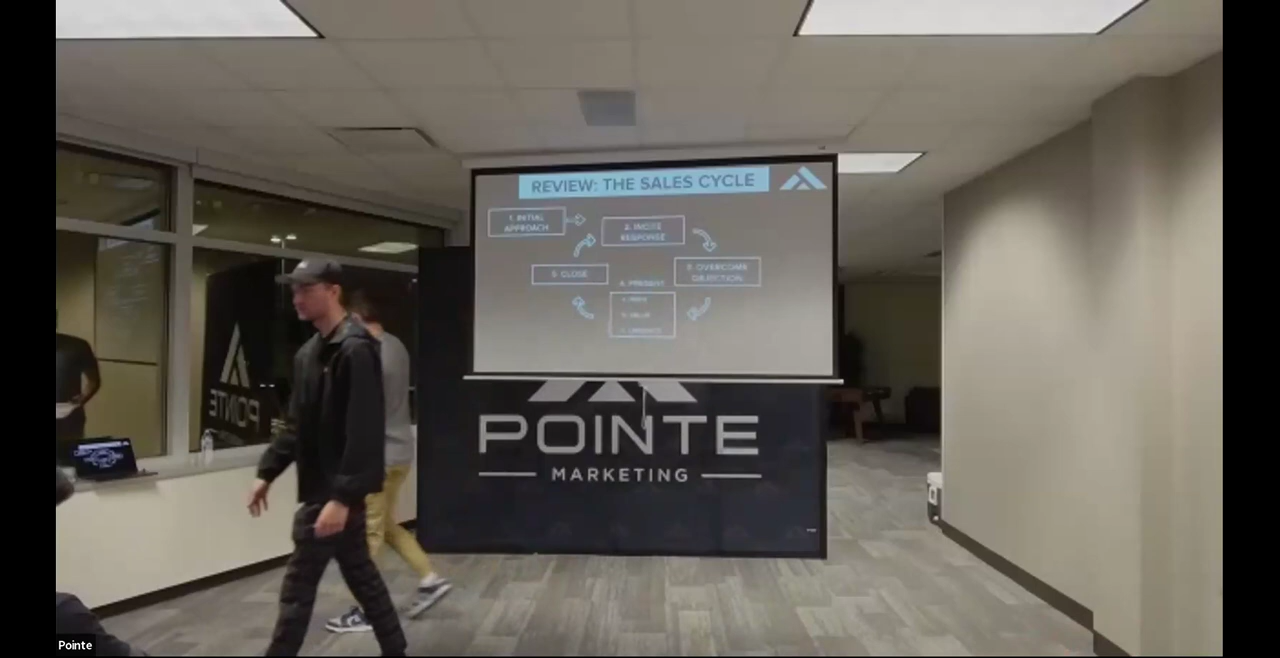 REVIEW: THE SALES CYCLE
1. INITIAL
APPROACH
2. INCITE
RESPONSE
3. OVERCOME
OBJECTION
5. CLOSE
4. PRESENT
POINTE
MARKETING
POINTE
Pointe